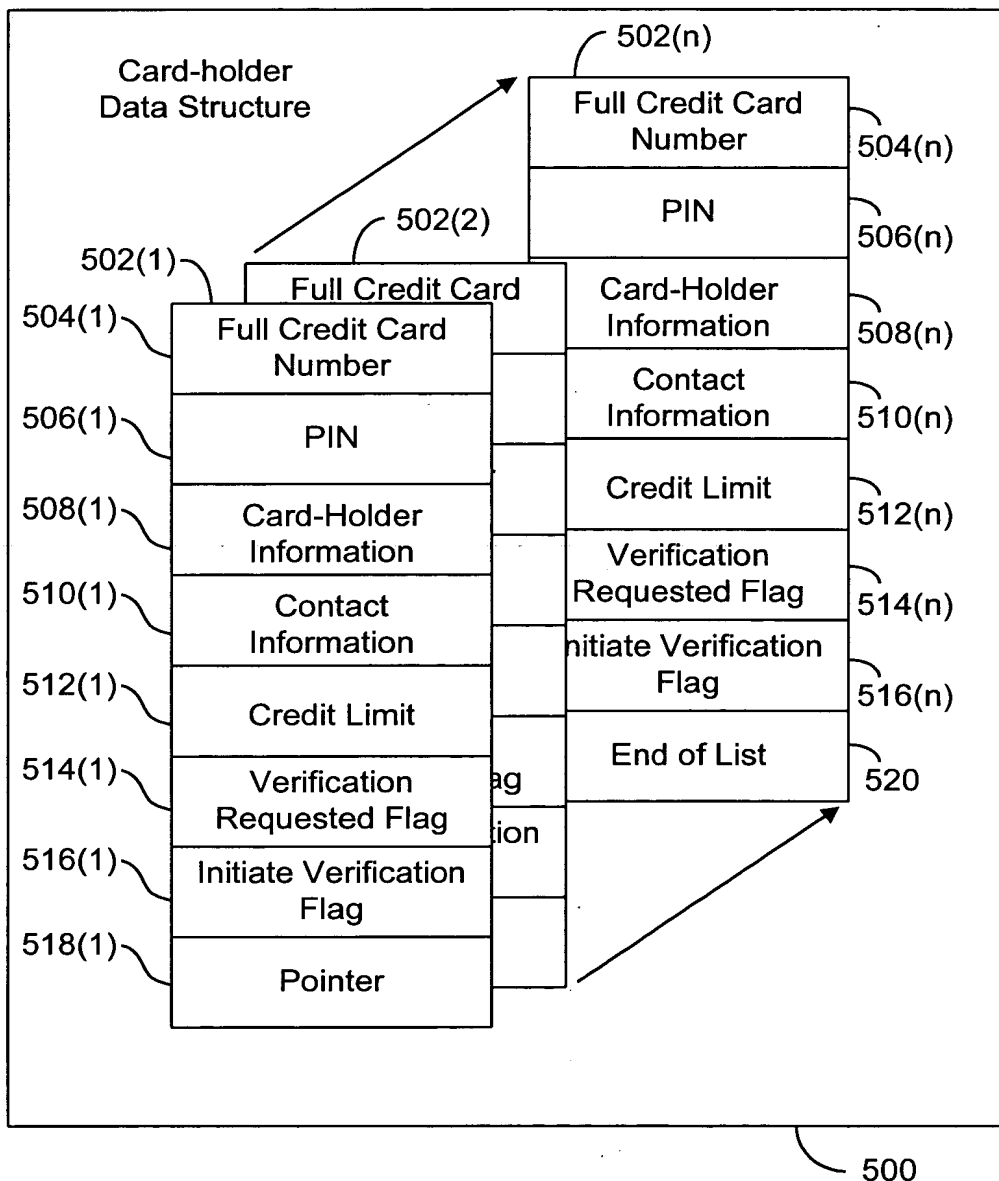 Card-holder
Data Structure
502(n)
Full Credit Card
Number
504(n)
PIN
506(n)
Card-Holder
Information
508(n)
Contact
Information
510(n)
Credit Limit
512(n)
Verification
Requested Flag
514(n)
nitiate Verification
Flag
516(n)
End of List
520
502(2)
Full Credit Card
ag
tion
502(1)
504(1)
Full Credit Card
Number
506(1)
PIN
508(1)
Card-Holder
Information
510(1)
Contact
Information
512(1)
Credit Limit
514(1)
Verification
Requested Flag
516(1)
Initiate Verification
Flag
518(1)
Pointer
500